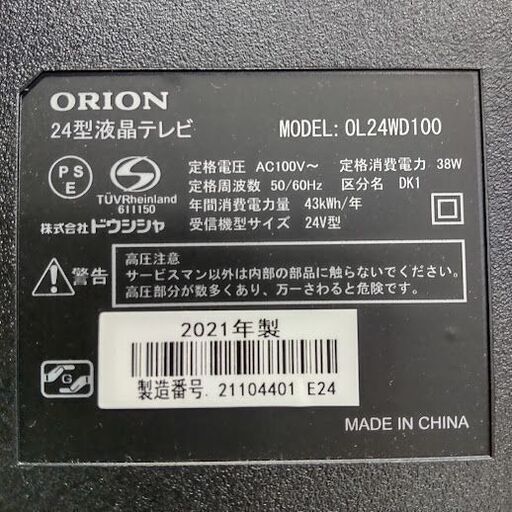 ORION
24型液晶テレビ
MODEL: OL24WD100
P S
E
S
TÜVRheinland
611150
株式会社ドウシシャ
定格電圧 AC100V～ 定格消費電力 38W
定格周波数 50/60Hz 区分名 DK1
年間消費電力量 43kWh/年
受信機型サイズ 24V型
警告
高圧注意
サービスマン以外は内部の部品に触らないでください。
高圧部分が数多くあり、万一さわると危険です。
2021年製
製造番号. 21104401 E24
G
MADE IN CHINA